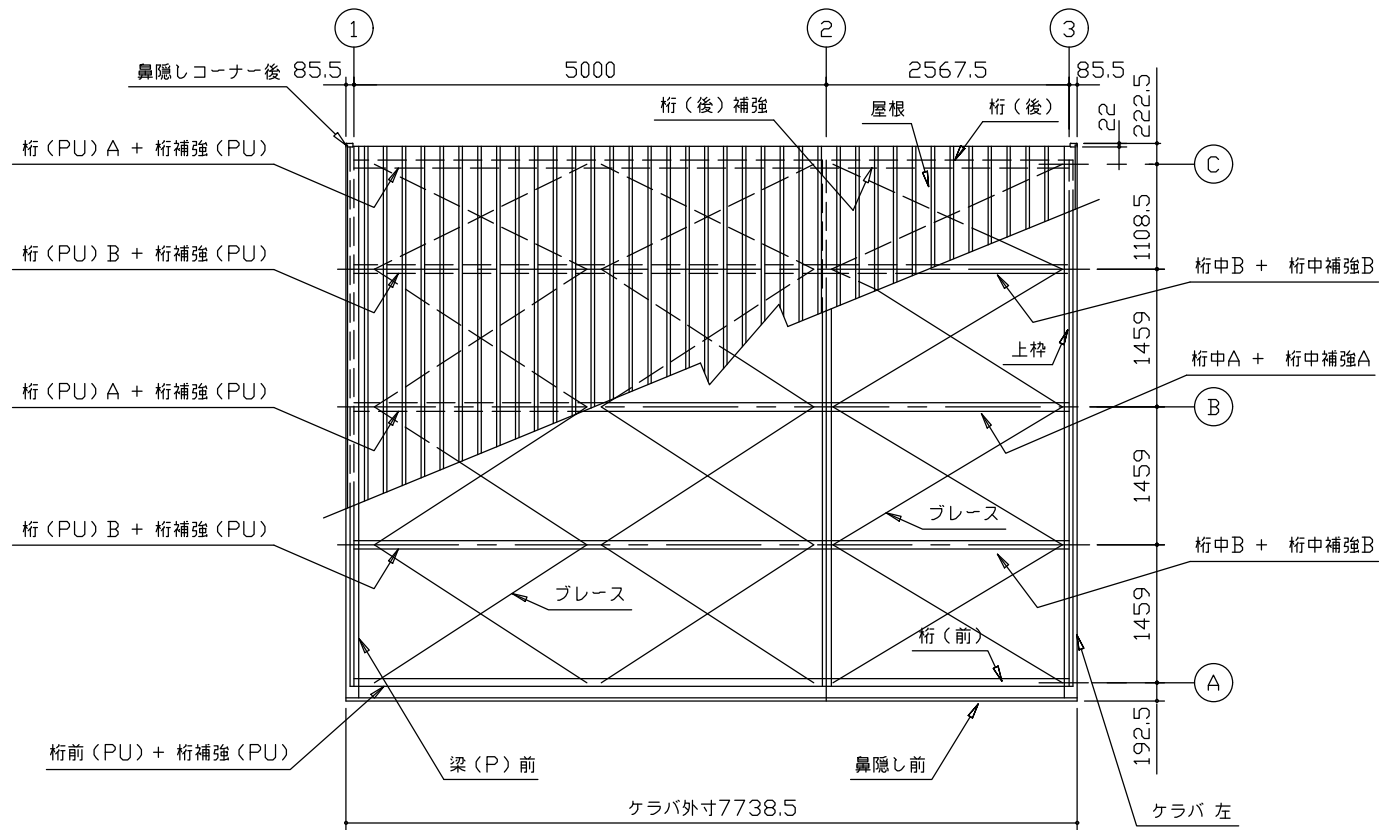 1
2
3
鼻隠しコーナー後
85.5
5000
2567.5
85.5
222.5
22
桁（後）補強
屋根
桁（後）
桁（PU）A + 桁補強（PU）
C
1108.5
桁（PU）B + 桁補強（PU）
桁中B + 桁中補強B
1459
上枠
桁中A + 桁中補強A
桁（PU）A + 桁補強（PU）
B
1459
ブレース
桁（PU）B + 桁補強（PU）
桁中B + 桁中補強B
ブレース
1459
桁（前）
A
192.5
桁前（PU）+ 桁補強（PU）
梁（P）前
鼻隠し前
ケラバ外寸7738.5
ケラバ 左